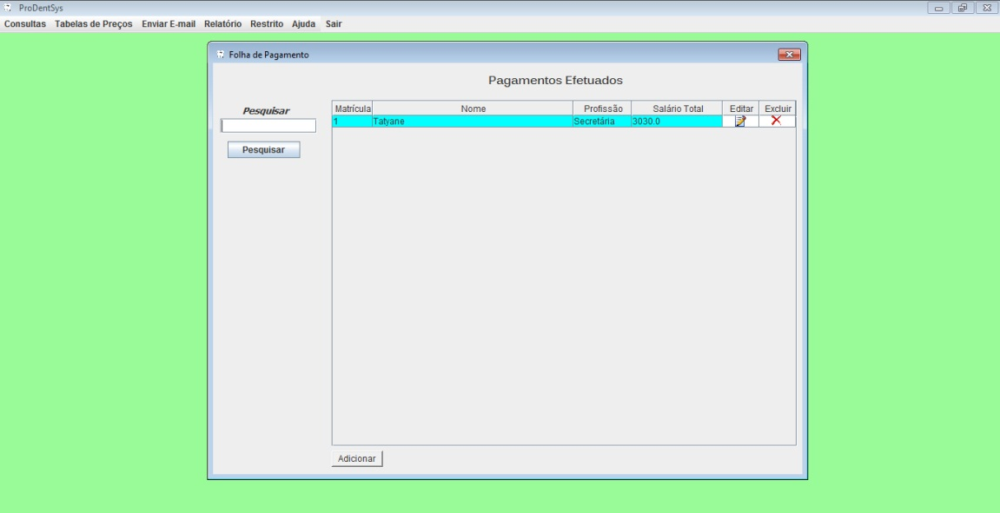 ProDentSys
Consultas Tabelas de Preços Enviar E-mail Relatório Restrito Ajuda Sair
Folha de Pagamento
Pagamentos Efetuados
Pesquisar
Pesquisar
Matrícula Nome Profissão Salário Total Editar Excluir
1 Tatyane Secretária 3030.0
Adicionar